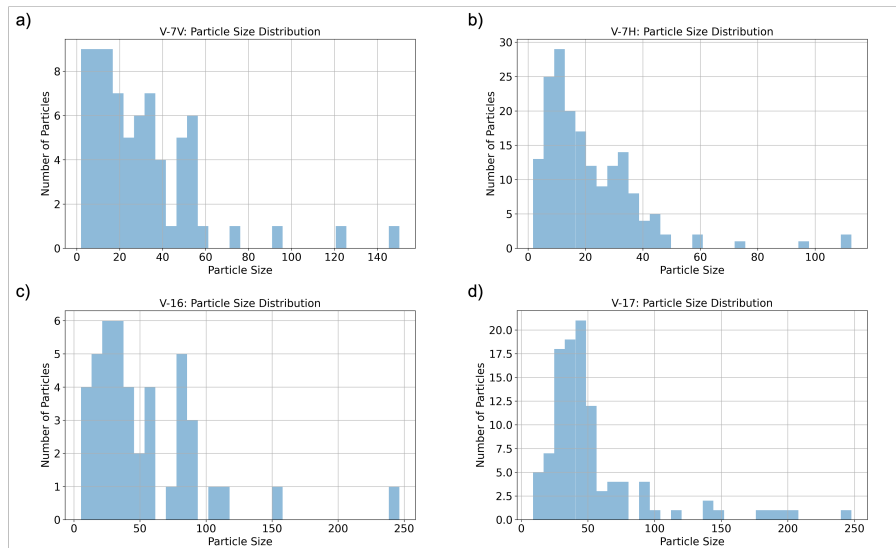 a)
V-7V: Particle Size Distribution
Number of Particles
8
6
4
2
0
0 20 40 60 80 100 120 140
Particle Size
b)
V-7H: Particle Size Distribution
Number of Particles
30
25
20
15
10
5
0
0 20 40 60 80 100
Particle Size
c)
V-16: Particle Size Distribution
Number of Particles
6
5
4
3
2
1
0
0 50 100 150 200 250
Particle Size
d)
V-17: Particle Size Distribution
Number of Particles
20.0
17.5
15.0
12.5
10.0
7.5
5.0
2.5
0.0
0 50 100 150 200 250
Particle Size